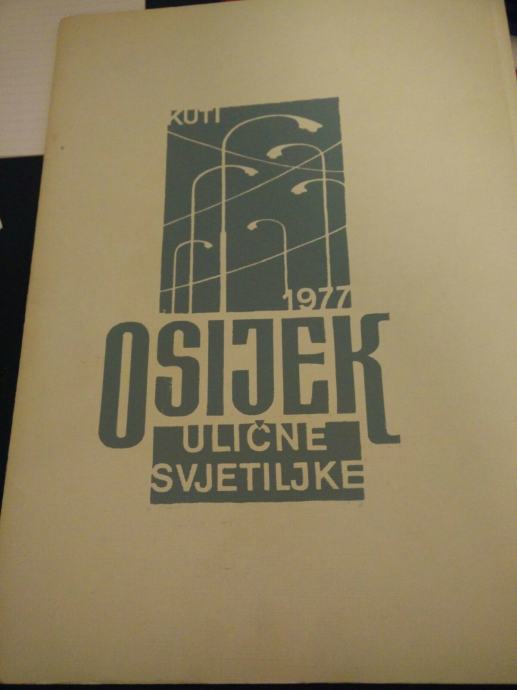 KUTI
1977
OSIJEK
ULIČNE
SVJETILJKE